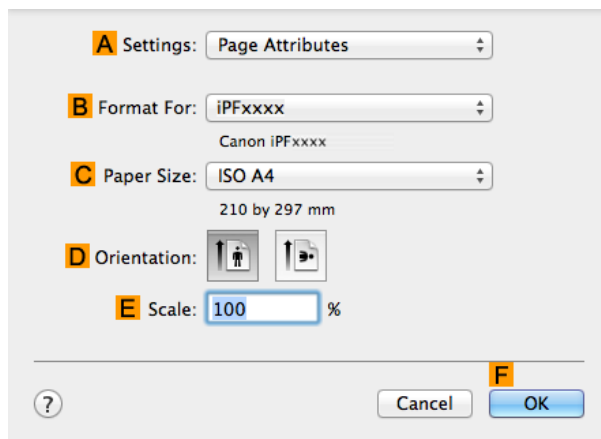 A Settings: Page Attributes
B Format For: iPFxxxx
Canon iPFxxxx
C Paper Size: ISO A4
210 by 297 mm
D Orientation:
E Scale: 100 %
F
? Cancel OK